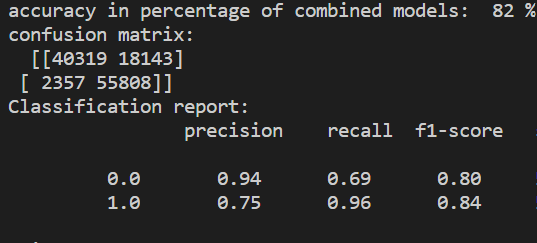 accuracy in percentage of combined models:  82 %
confusion matrix:
[[40319 18143]
[ 2357 55808]]
Classification report:
precision recall f1-score
0.0 0.94 0.69 0.80
1.0 0.75 0.96 0.84